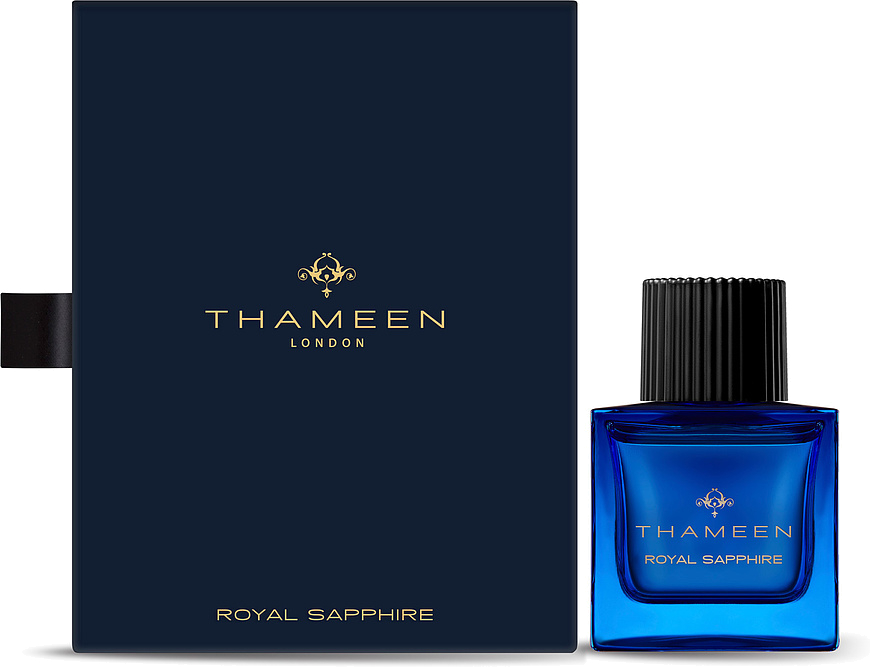 THAMEEN
LONDON
ROYAL SAPPHIRE
THAMEEN
ROYAL SAPPHIRE